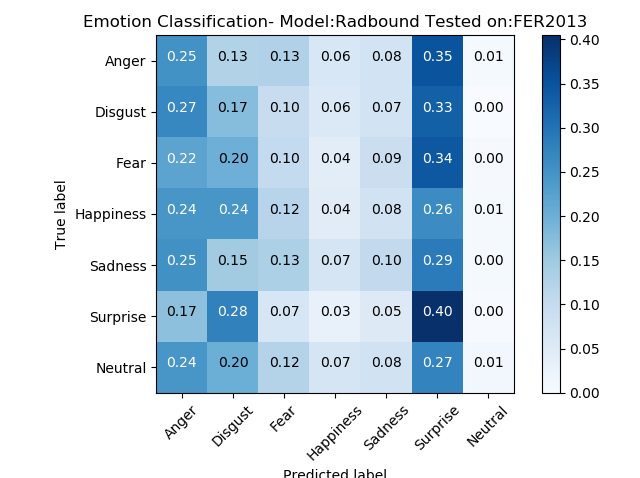 Emotion Classification- Model:Radbound Tested on:FER2013
True label
Anger 0.25 0.13 0.13 0.06 0.08 0.35 0.01
Disgust 0.27 0.17 0.10 0.06 0.07 0.33 0.00
Fear 0.22 0.20 0.10 0.04 0.09 0.34 0.00
Happiness 0.24 0.24 0.12 0.04 0.08 0.26 0.01
Sadness 0.25 0.15 0.13 0.07 0.10 0.29 0.00
Surprise 0.17 0.28 0.07 0.03 0.05 0.40 0.00
Neutral 0.24 0.20 0.12 0.07 0.08 0.27 0.01
Anger Disgust Fear Happiness Sadness Surprise Neutral
Predicted label
0.40
0.35
0.30
0.25
0.20
0.15
0.10
0.05
0.00